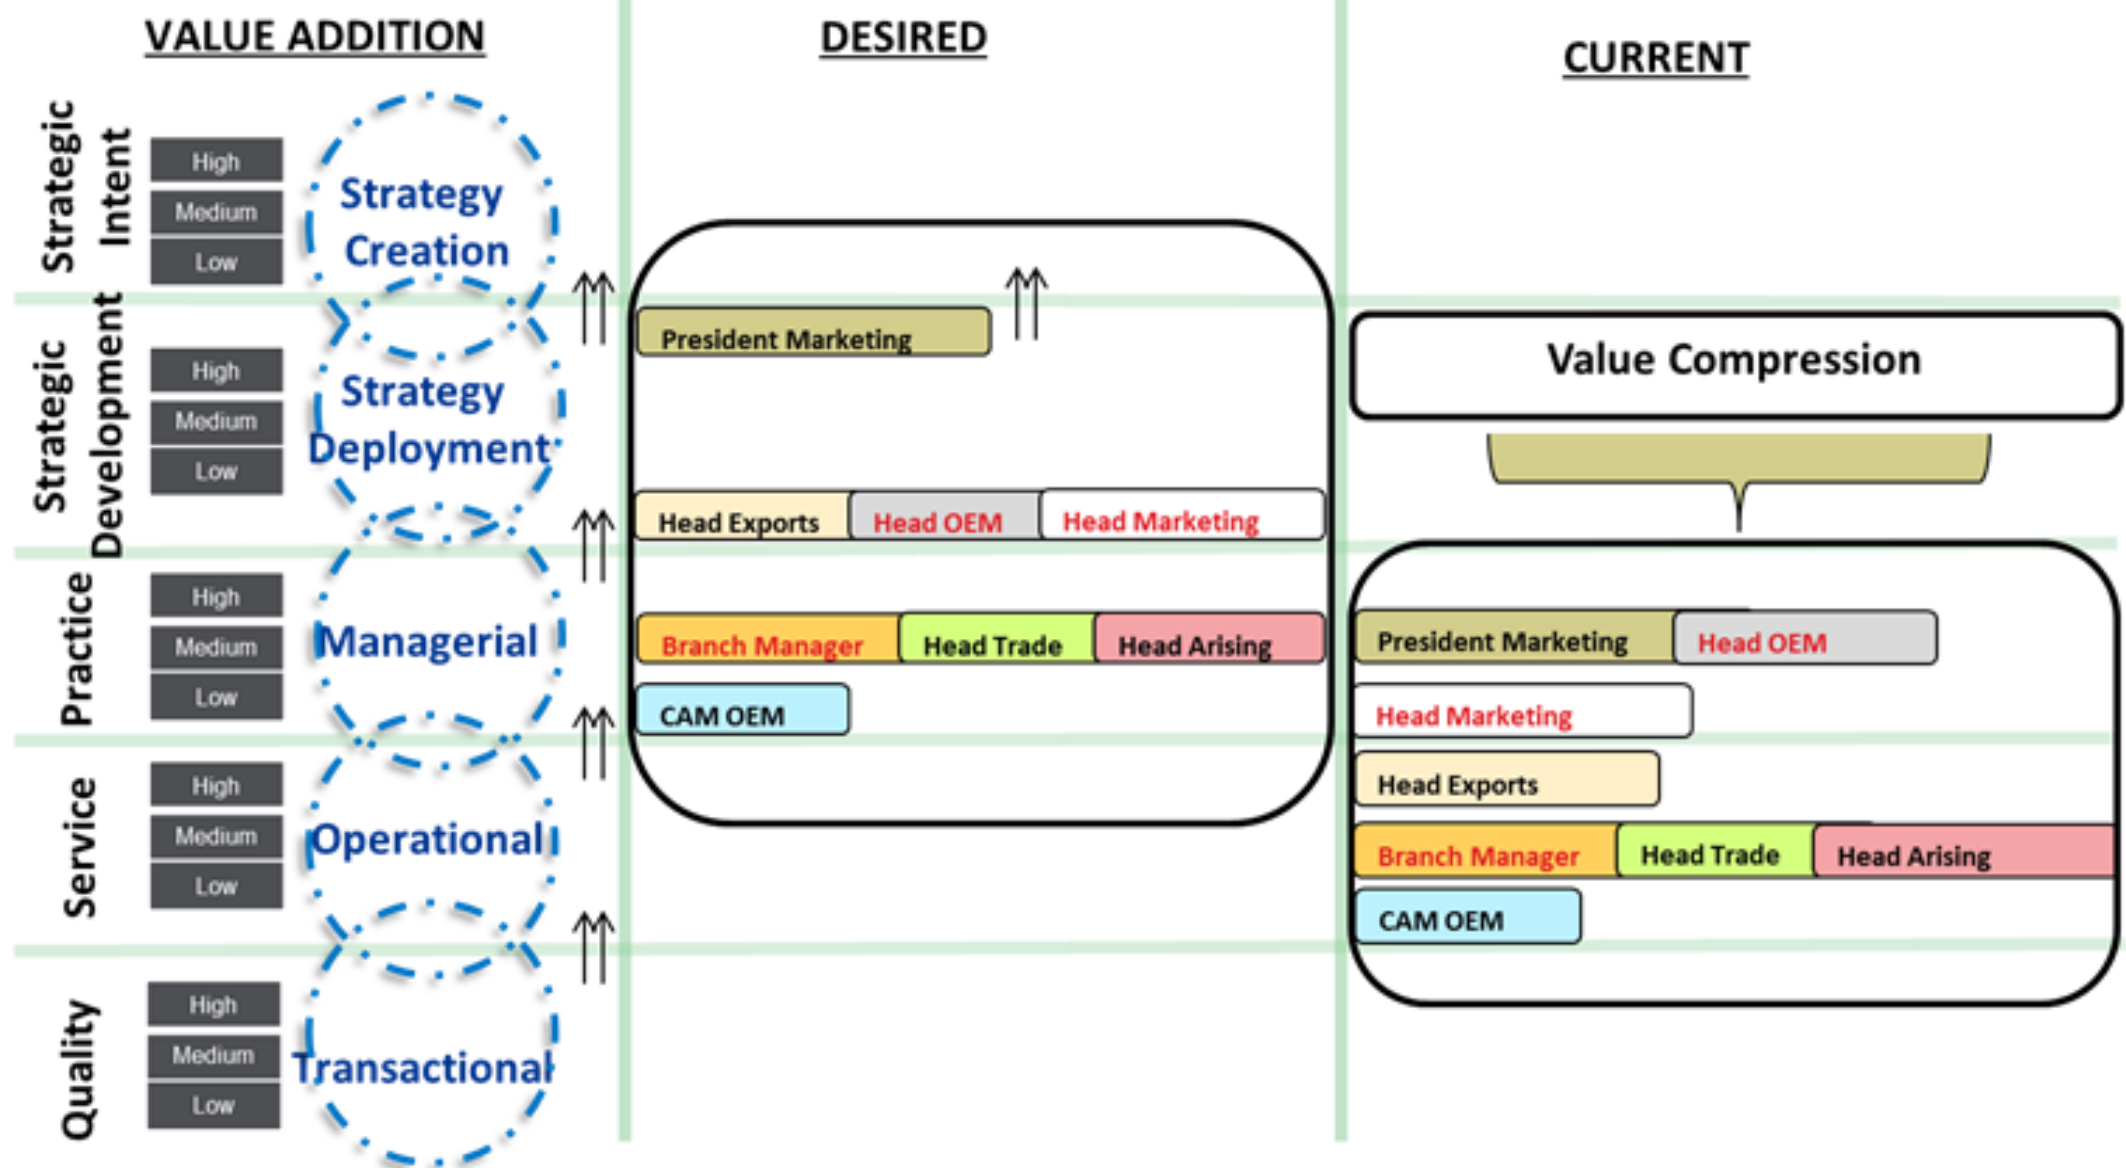 VALUE ADDITION
DESIRED
CURRENT
Strategic
Intent
High
Medium
Low
Strategy
Creation
Strategic
Development
High
Medium
Low
Strategy
Deployment
President Marketing
Head Exports
Head OEM
Head Marketing
Value Compression
Practice
High
Medium
Low
Managerial
Branch Manager
Head Trade
Head Arising
CAM OEM
President Marketing
Head OEM
Head Marketing
Service
High
Medium
Low
Operational
Head Exports
Branch Manager
Head Trade
Head Arising
CAM OEM
Quality
High
Medium
Low
Transactional